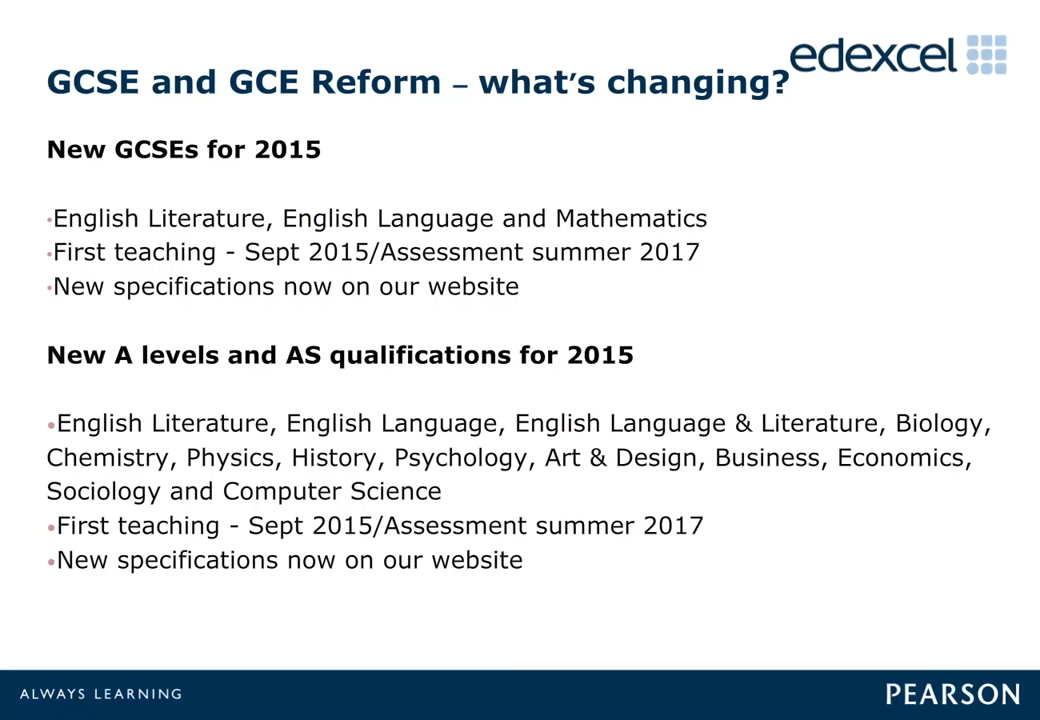 edexcel
GCSE and GCE Reform – what’s changing?
New GCSEs for 2015
•English Literature, English Language and Mathematics
•First teaching - Sept 2015/Assessment summer 2017
•New specifications now on our website
New A levels and AS qualifications for 2015
•English Literature, English Language, English Language & Literature, Biology,
Chemistry, Physics, History, Psychology, Art & Design, Business, Economics,
Sociology and Computer Science
•First teaching - Sept 2015/Assessment summer 2017
•New specifications now on our website
ALWAYS LEARNING
PEARSON